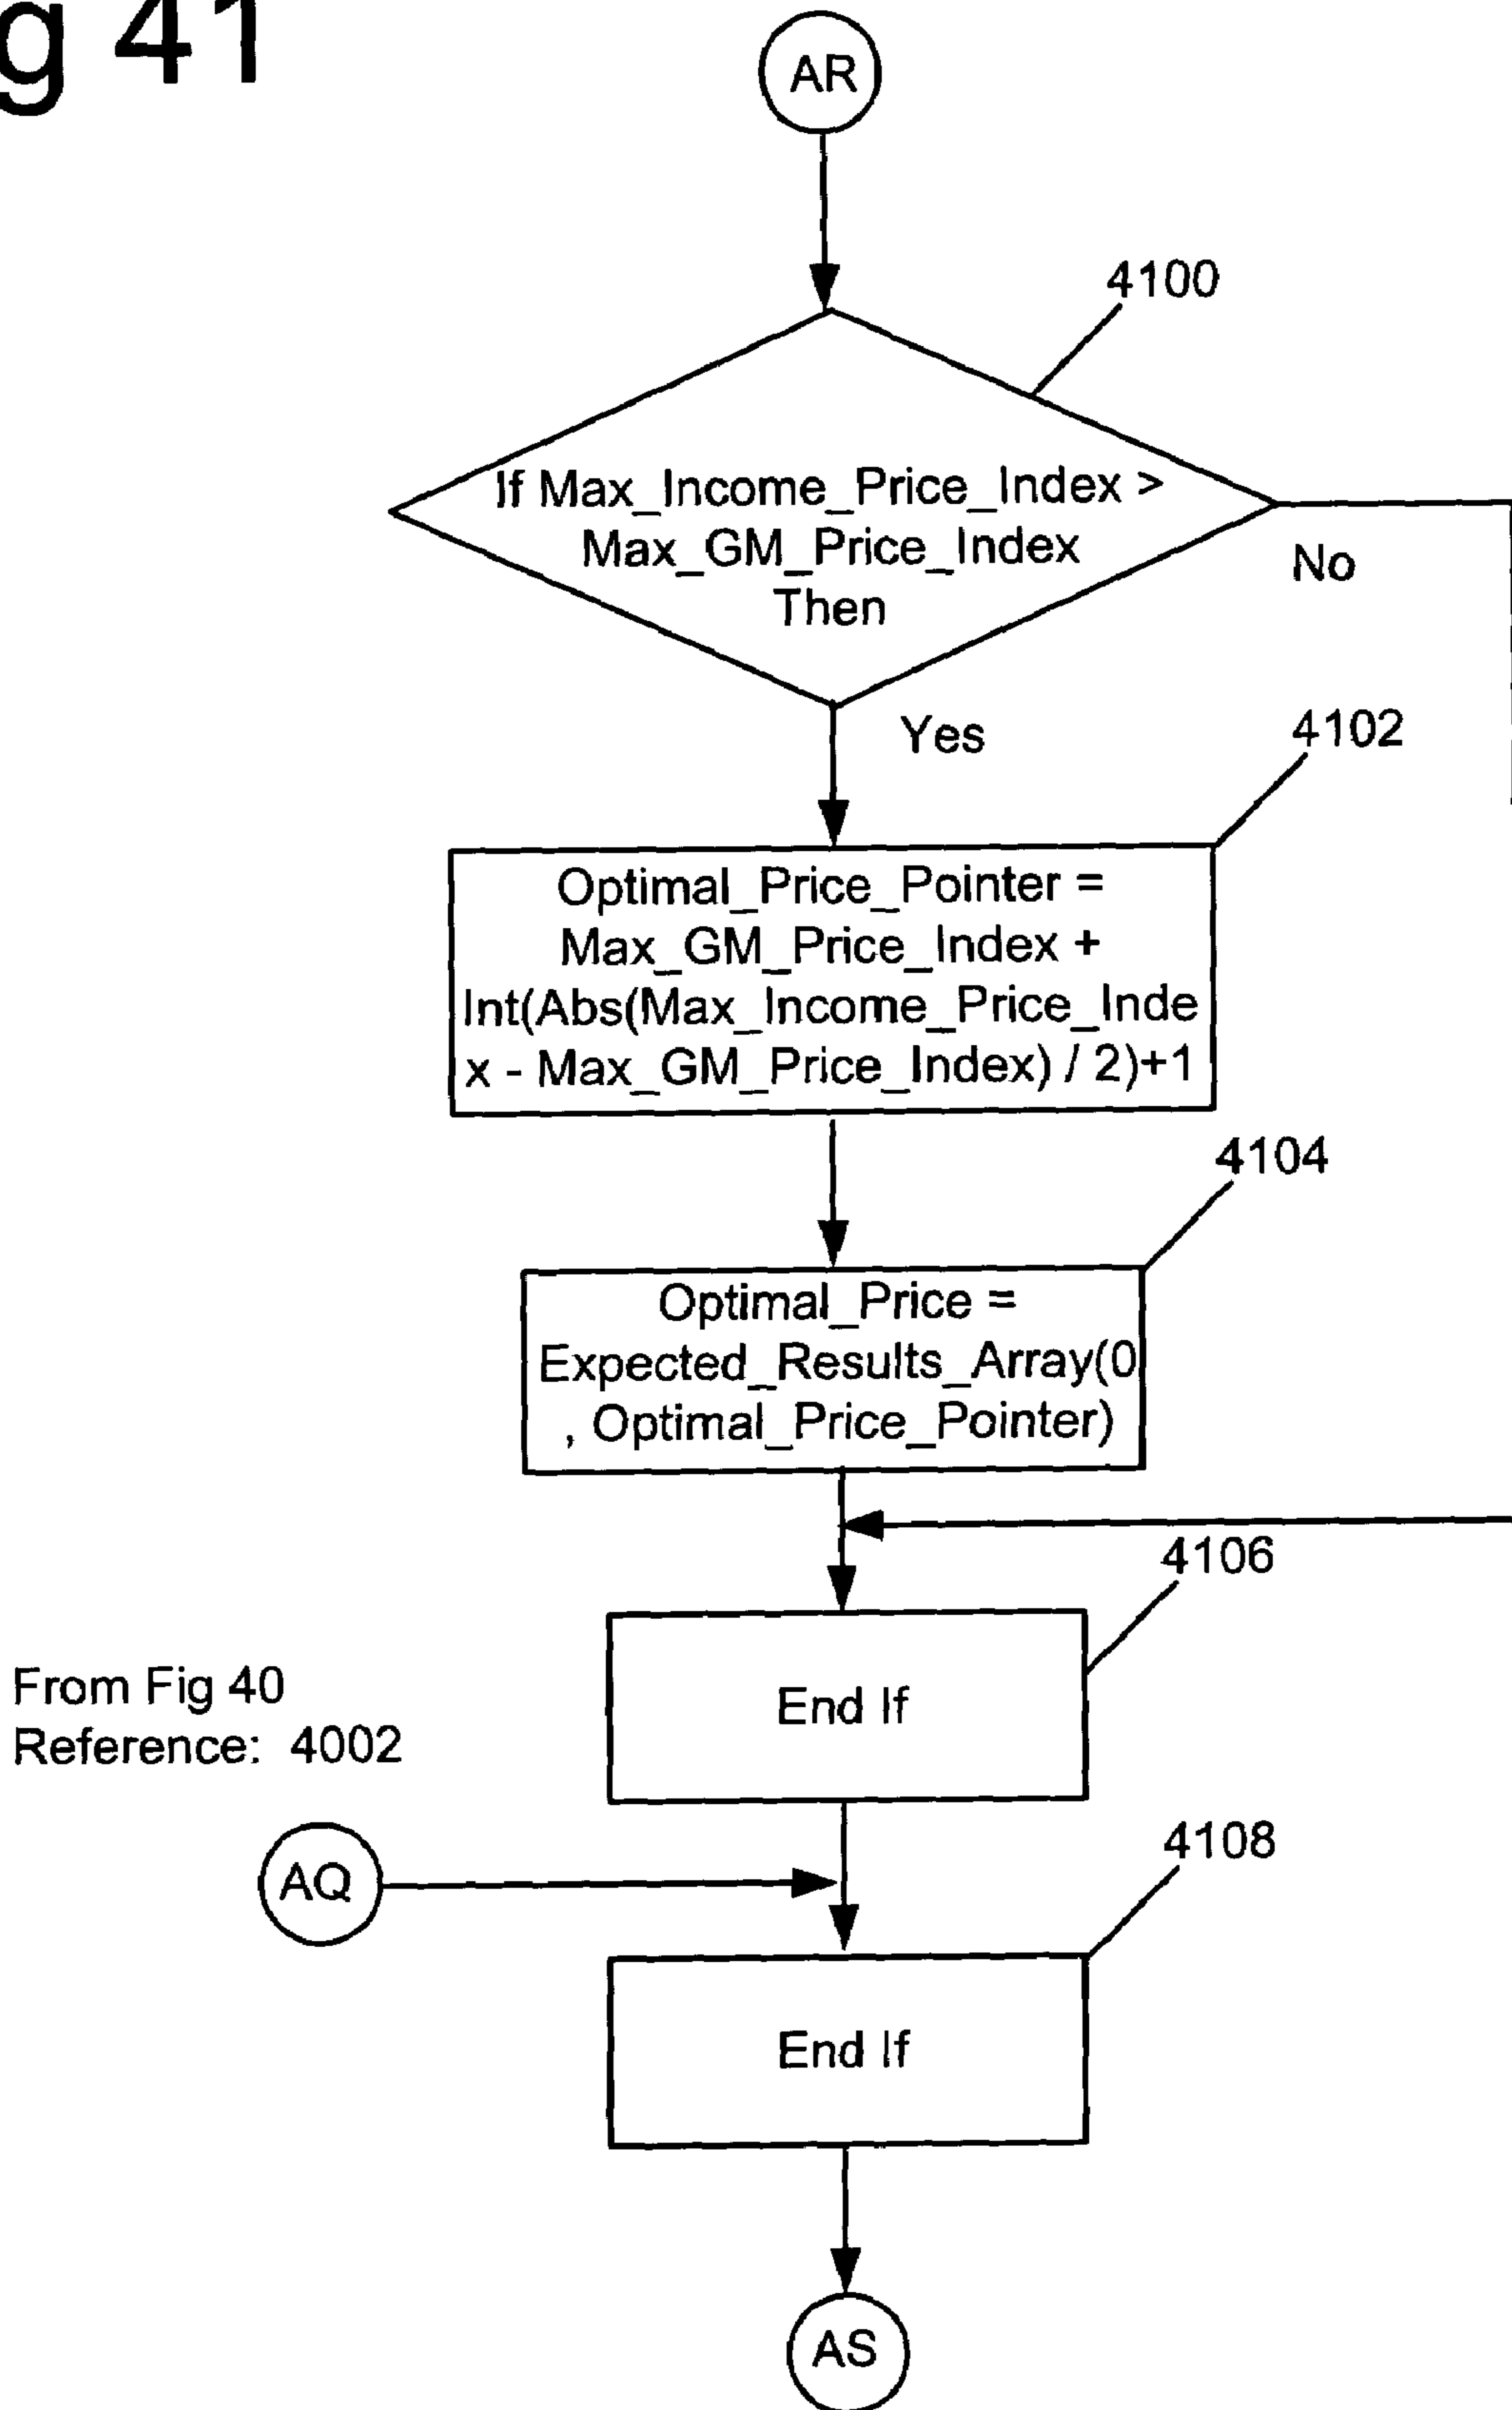 g 41
AR
4100
If Max_Income_Price_Index >
Max_GM_Price_Index
Then
No
Yes
4102
Optimal_Price_Pointer =
Max_GM_Price_Index +
Int(Abs(Max_Income_Price_Inde
x - Max_GM_Price_Index) / 2)+1
4104
Optimal_Price =
Expected_Results_Array(0
, Optimal_Price_Pointer)
4106
End If
From Fig 40
Reference: 4002
AQ
4108
End If
AS